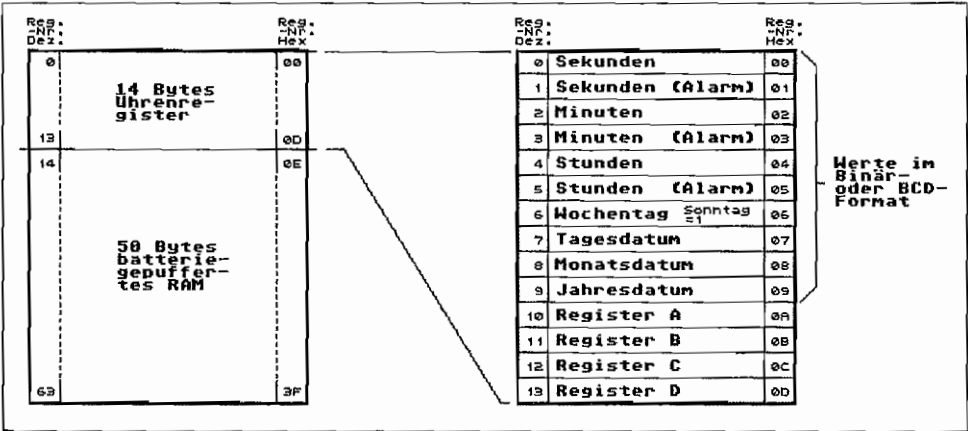 Reg.
-Nr.
Dez.
Reg.
-Nr.
Hex
0
00
14 Bytes
Uhrenre-
gister
13
0D
14
0E
50 Bytes
batterie-
gepuffer-
tes RAM
63
3F
Reg.
-Nr.
Dez.
Reg.
-Nr.
Hex
0 Sekunden 00
1 Sekunden (Alarm) 01
2 Minuten 02
3 Minuten (Alarm) 03
4 Stunden 04
5 Stunden (Alarm) 05
6 Wochentag Sonntag =1 06
7 Tagesdatum 07
8 Monatsdatum 08
9 Jahresdatum 09
10 Register A 0A
11 Register B 0B
12 Register C 0C
13 Register D 0D
Werte im
Binär-
oder BCD-
Format